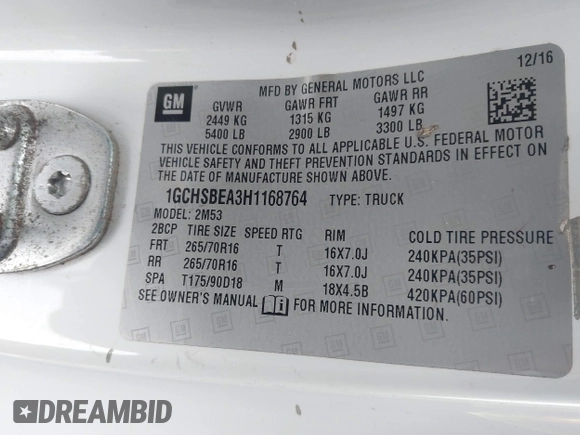 12/16
GM
MFD BY GENERAL MOTORS LLC
GVWR GAWR FRT GAWR RR
2449 KG 1315 KG 1497 KG
5400 LB 2900 LB 3300 LB
THIS VEHICLE CONFORMS TO ALL APPLICABLE U.S. FEDERAL MOTOR
VEHICLE SAFETY AND THEFT PREVENTION STANDARDS IN EFFECT ON
THE DATE OF MANUFACTURE SHOWN ABOVE.
1GCHSBEA3H1168764 TYPE: TRUCK
MODEL: 2M53
2BCP TIRE SIZE SPEED RTG RIM COLD TIRE PRESSURE
FRT 265/70R16 T 16X7.0J 240KPA(35PSI)
RR 265/70R16 T 16X7.0J 240KPA(35PSI)
SPA T175/90D18 M 18X4.5B 420KPA(60PSI)
SEE OWNER'S MANUAL FOR MORE INFORMATION.
DREAMBID